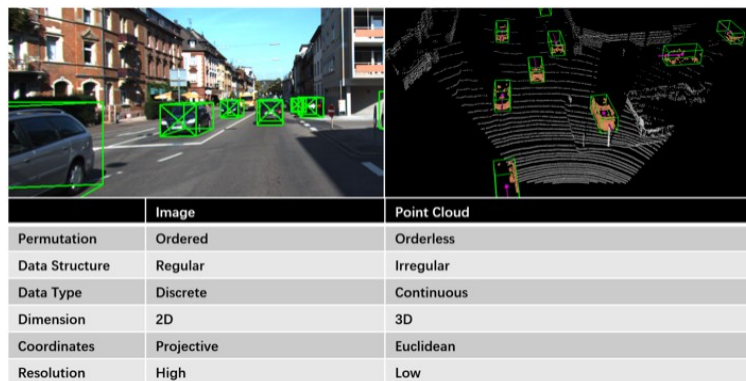 Image Point Cloud
Permutation Ordered Orderless
Data Structure Regular Irregular
Data Type Discrete Continuous
Dimension 2D 3D
Coordinates Projective Euclidean
Resolution High Low